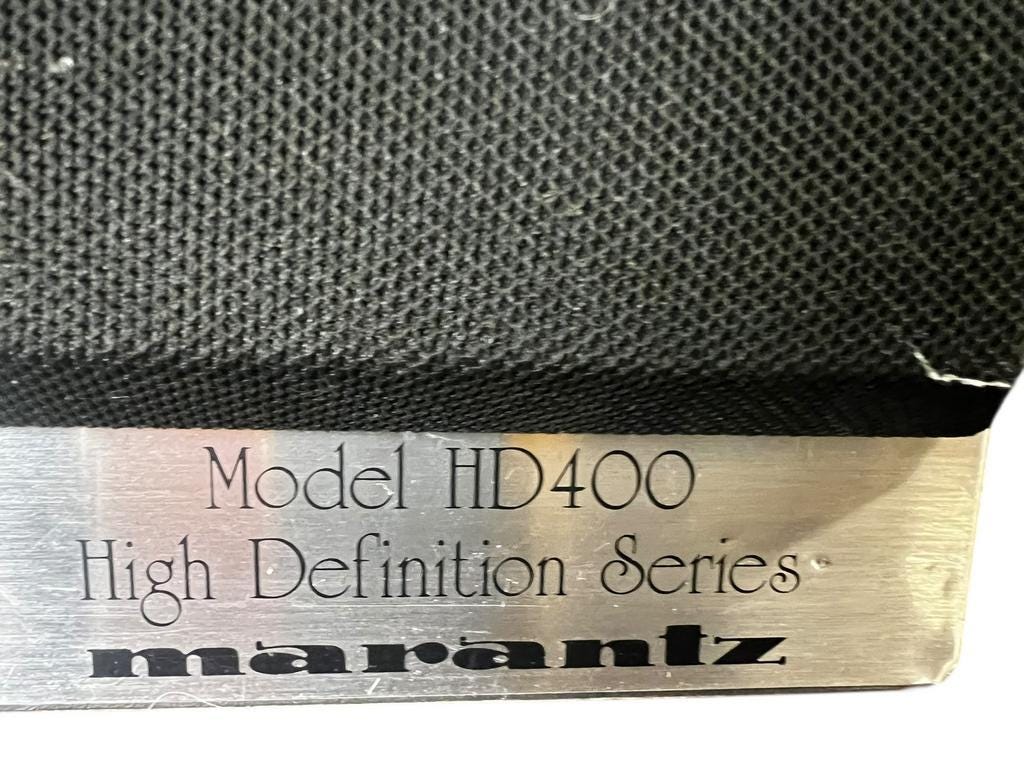 Model HD400
High Definition Series
marantz